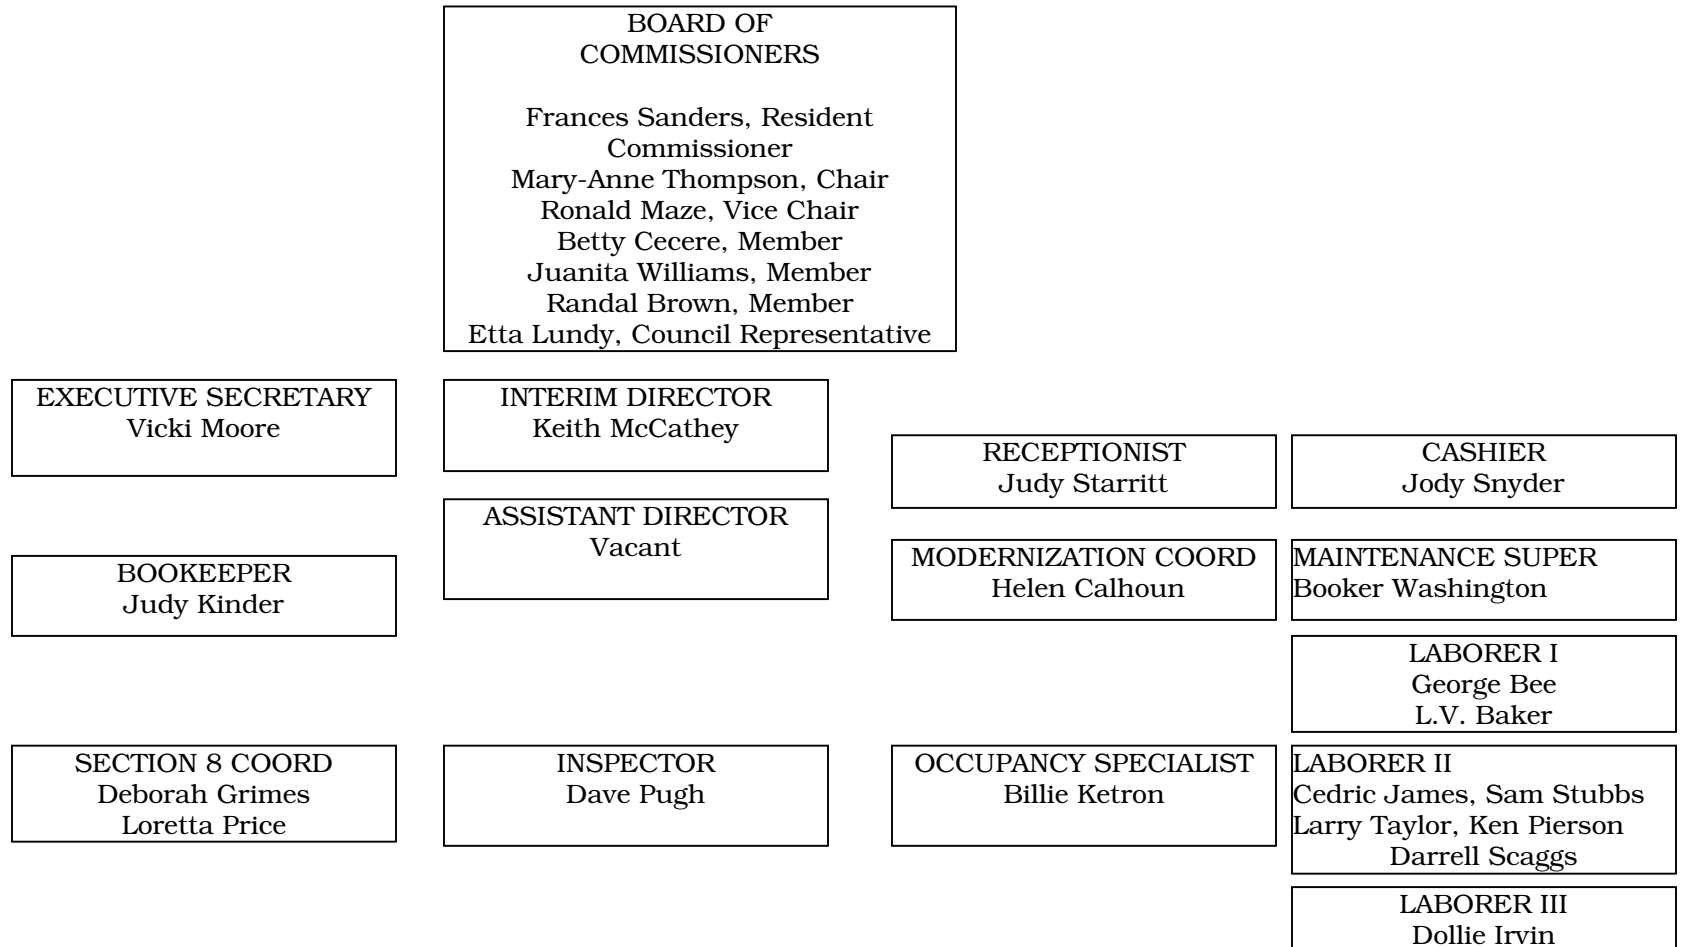 BOARD OF
COMMISSIONERS
Frances Sanders, Resident
Commissioner
Mary-Anne Thompson, Chair
Ronald Maze, Vice Chair
Betty Cecere, Member
Juanita Williams, Member
Randal Brown, Member
Etta Lundy, Council Representative
EXECUTIVE SECRETARY
Vicki Moore
INTERIM DIRECTOR
Keith McCathey
RECEPTIONIST
Judy Starritt
CASHIER
Jody Snyder
ASSISTANT DIRECTOR
Vacant
BOOKEEPER
Judy Kinder
MODERNIZATION COORD
Helen Calhoun
MAINTENANCE SUPER
Booker Washington
LABORER I
George Bee
L.V. Baker
SECTION 8 COORD
Deborah Grimes
Loretta Price
INSPECTOR
Dave Pugh
OCCUPANCY SPECIALIST
Billie Ketron
LABORER II
Cedric James, Sam Stubbs
Larry Taylor, Ken Pierson
Darrell Scaggs
LABORER III
Dollie Irvin